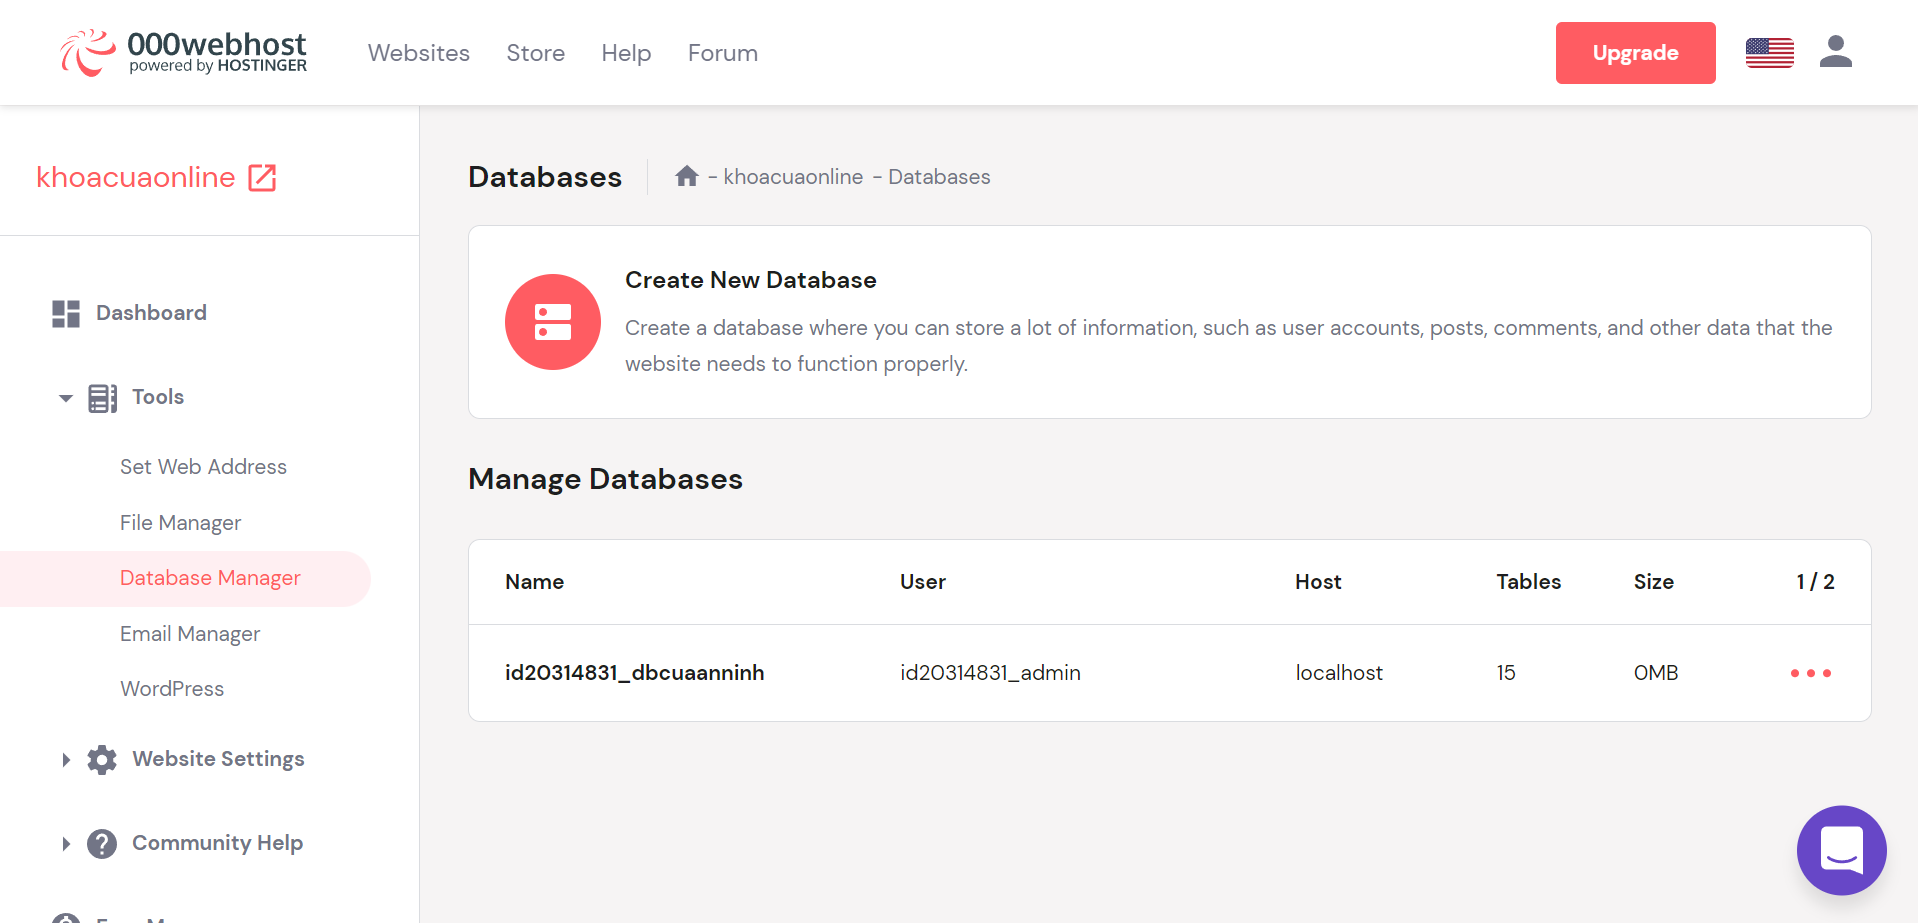 000webhost
powered by HOSTINGER
Websites
Store
Help
Forum
Upgrade
khoacuaonline
Dashboard
Tools
Set Web Address
File Manager
Database Manager
Email Manager
WordPress
Website Settings
Community Help
Databases
- khoacuaonline - Databases
Create New Database
Create a database where you can store a lot of information, such as user accounts, posts, comments, and other data that the
website needs to function properly.
Manage Databases
Name User Host Tables Size 1 / 2
id20314831_dbcuaanninh id20314831_admin localhost 15 0MB